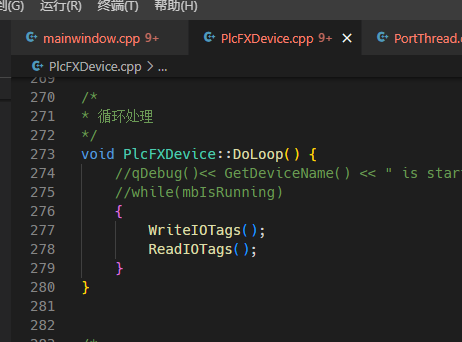 (G) 运行(R) 终端(T) 帮助(H)
mainwindow.cpp 9+ PlcFXDevice.cpp 9+ × PortThread.
PlcFXDevice.cpp > ...
269
270 /*
271 * 循环处理
272 */
273 void PlcFXDevice::DoLoop() {
274 //qDebug()<< GetDeviceName() << " is star
275 //while(mbIsRunning)
276 {
277 WriteIOTags();
278 ReadIOTags();
279 }
280 }
281
282
283 /*